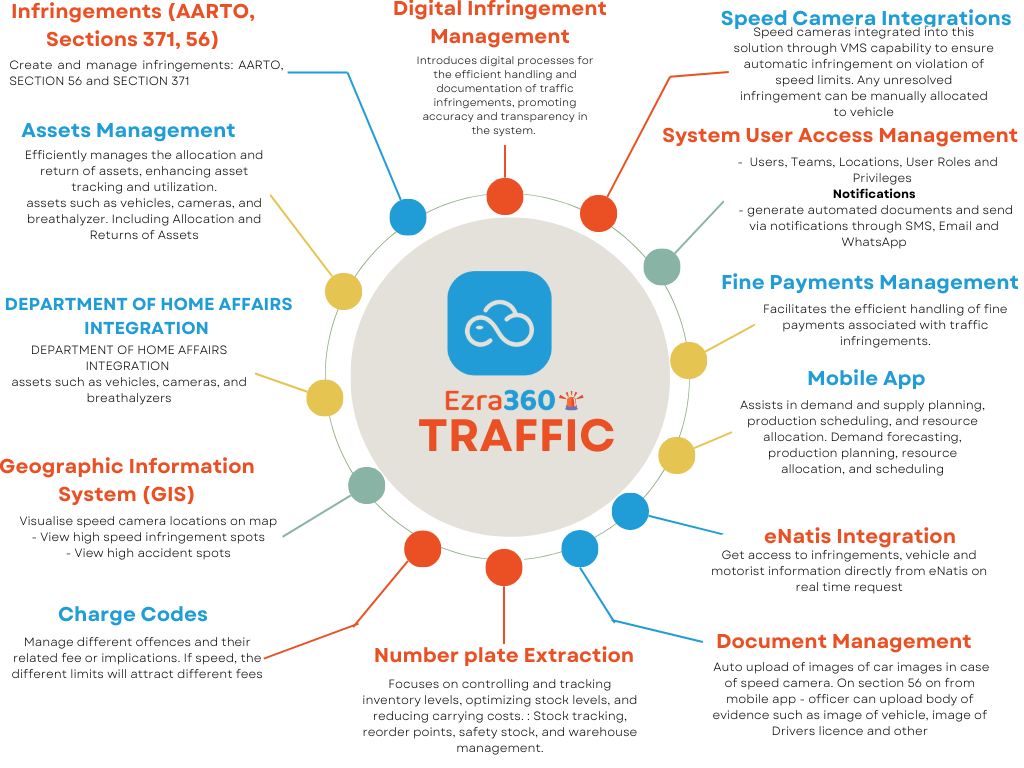 Infringements (AARTO,
Sections 371, 56)
Create and manage infringements: AARTO,
SECTION 56 and SECTION 371
Digital Infringement
Management
Introduces digital processes for
the efficient handling and
documentation of traffic
infringements, promoting
accuracy and transparency in
the system.
Speed Camera Integrations
Speed cameras integrated into this
solution through VMS capability to ensure
automatic infringement on violation of
speed limits. Any unresolved
infringement can be manually allocated
to vehicle
Assets Management
Efficiently manages the allocation and
return of assets, enhancing asset
tracking and utilization.
assets such as vehicles, cameras, and
breathalyzer. Including Allocation and
Returns of Assets
System User Access Management
- Users, Teams, Locations, User Roles and
Privileges
Notifications
- generate automated documents and send
via notifications through SMS, Email and
WhatsApp
DEPARTMENT OF HOME AFFAIRS
INTEGRATION
DEPARTMENT OF HOME AFFAIRS
INTEGRATION
assets such as vehicles, cameras, and
breathalyzers
Fine Payments Management
Facilitates the efficient handling of fine
payments associated with traffic
infringements.
Ezra360
TRAFFIC
Mobile App
Assists in demand and supply planning,
production scheduling, and resource
allocation. Demand forecasting,
production planning, resource
allocation, and scheduling
Geographic Information
System (GIS)
Visualise speed camera locations on map
- View high speed infringement spots
- View high accident spots
eNatis Integration
Get access to infringements, vehicle and
motorist information directly from eNatis on
real time request
Charge Codes
Manage different offences and their
related fee or implications. If speed, the
different limits will attract different fees
Number plate Extraction
Focuses on controlling and tracking
inventory levels, optimizing stock levels, and
reducing carrying costs. : Stock tracking,
reorder points, safety stock, and warehouse
management.
Document Management
Auto upload of images of car images in case
of speed camera. On section 56 on from
mobile app - officer can upload body of
evidence such as image of vehicle, image of
Drivers licence and other